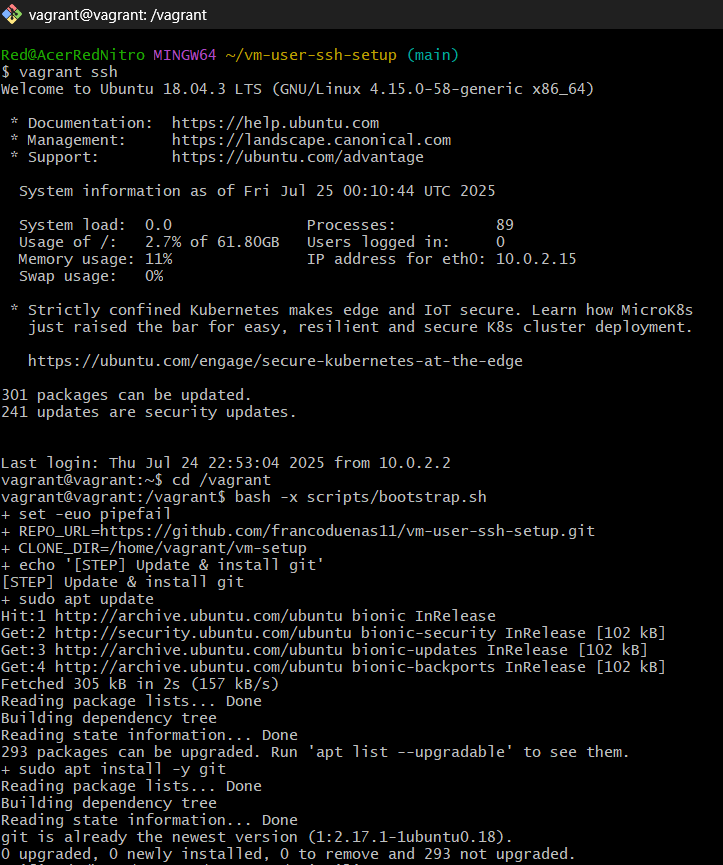 vagrant@vagrant: /vagrant
Red@AcerRedNitro MINGW64 ~/vm-user-ssh-setup (main)
$ vagrant ssh
Welcome to Ubuntu 18.04.3 LTS (GNU/Linux 4.15.0-58-generic x86_64)
* Documentation:  https://help.ubuntu.com
* Management:     https://landscape.canonical.com
* Support:        https://ubuntu.com/advantage
System information as of Fri Jul 25 00:10:44 UTC 2025
System load:  0.0               Processes:           89
Usage of /:   2.7% of 61.80GB   Users logged in:     0
Memory usage: 11%               IP address for eth0: 10.0.2.15
Swap usage:   0%
* Strictly confined Kubernetes makes edge and IoT secure. Learn how MicroK8s
just raised the bar for easy, resilient and secure K8s cluster deployment.
https://ubuntu.com/engage/secure-kubernetes-at-the-edge
301 packages can be updated.
241 updates are security updates.
Last login: Thu Jul 24 22:53:04 2025 from 10.0.2.2
vagrant@vagrant:~$ cd /vagrant
vagrant@vagrant:/vagrant$ bash -x scripts/bootstrap.sh
+ set -euo pipefail
+ REPO_URL=https://github.com/francoduenas11/vm-user-ssh-setup.git
+ CLONE_DIR=/home/vagrant/vm-setup
+ echo '[STEP] Update & install git'
[STEP] Update & install git
+ sudo apt update
Hit:1 http://archive.ubuntu.com/ubuntu bionic InRelease
Get:2 http://security.ubuntu.com/ubuntu bionic-security InRelease [102 kB]
Get:3 http://archive.ubuntu.com/ubuntu bionic-updates InRelease [102 kB]
Get:4 http://archive.ubuntu.com/ubuntu bionic-backports InRelease [102 kB]
Fetched 305 kB in 2s (157 kB/s)
Reading package lists... Done
Building dependency tree
Reading state information... Done
293 packages can be upgraded. Run 'apt list --upgradable' to see them.
+ sudo apt install -y git
Reading package lists... Done
Building dependency tree
Reading state information... Done
git is already the newest version (1:2.17.1-1ubuntu0.18).
0 upgraded, 0 newly installed, 0 to remove and 293 not upgraded.